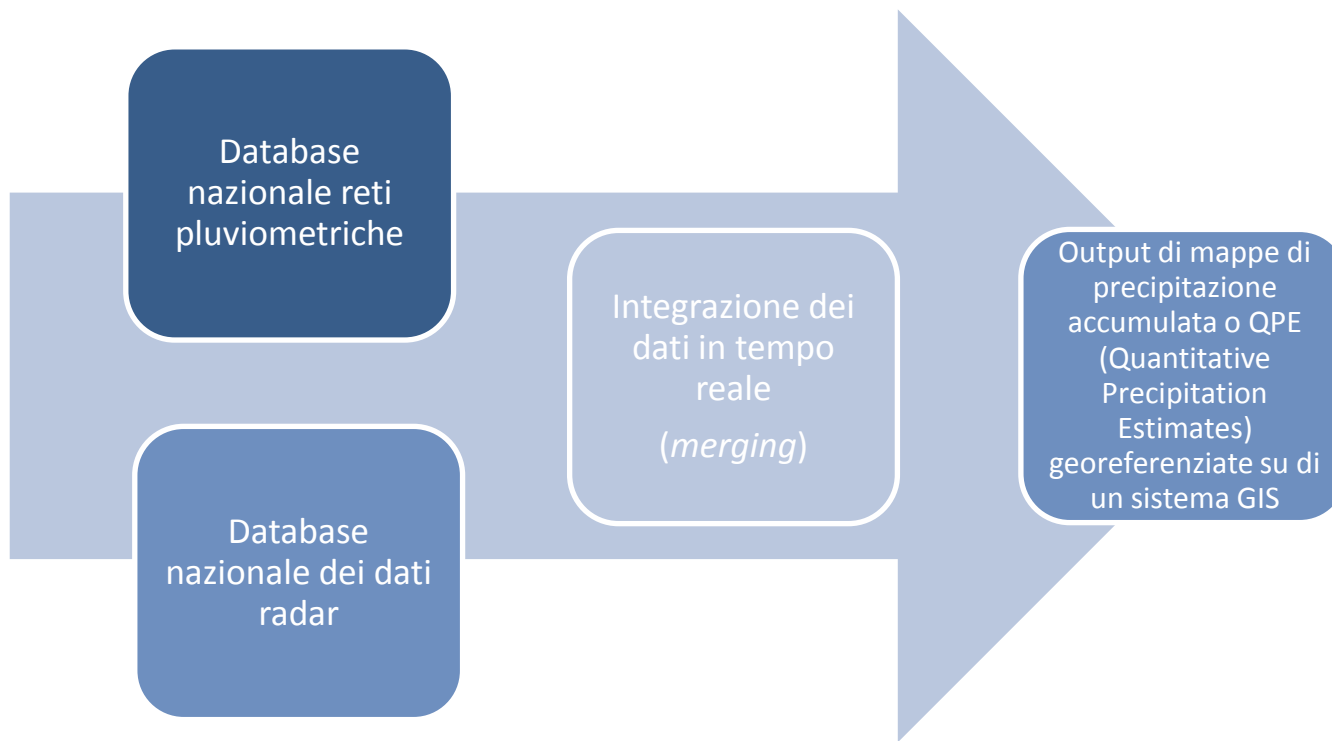 Database
nazionale reti
pluviometriche
Database
nazionale dei dati
radar
Integrazione dei
dati in tempo
reale
(merging)
Output di mappe di
precipitazione
accumulata o QPE
(Quantitative
Precipitation
Estimates)
georeferenziate su di
un sistema GIS